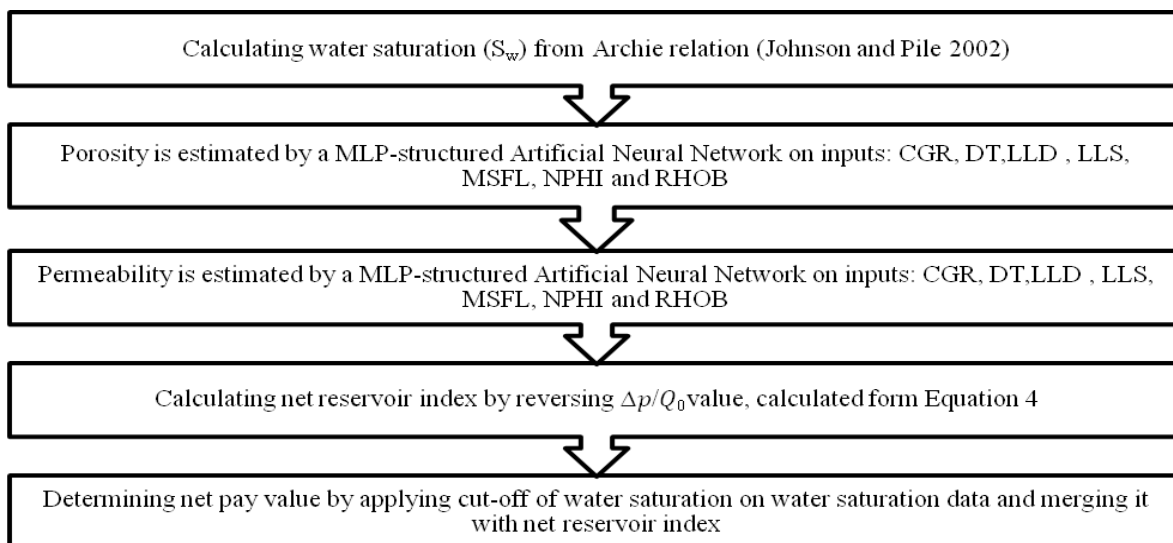 Calculating water saturation (Sw) from Archie relation (Johnson and Pile 2002)
Porosity is estimated by a MLP-structured Artificial Neural Network on inputs: CGR, DT,LLD , LLS,
MSFL, NPHI and RHOB
Permeability is estimated by a MLP-structured Artificial Neural Network on inputs: CGR, DT,LLD , LLS,
MSFL, NPHI and RHOB
Calculating net reservoir index by reversing Δp/Q₀ value, calculated form Equation 4
Determining net pay value by applying cut-off of water saturation on water saturation data and merging it
with net reservoir index